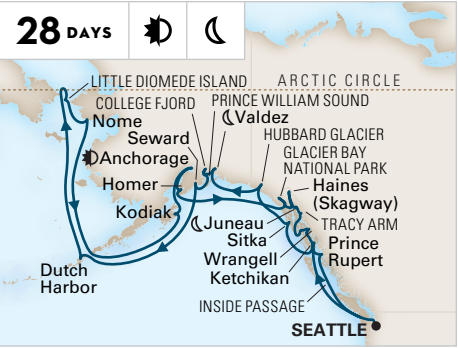 28 DAYS
LITTLE DIOMEDE ISLAND
ARCTIC CIRCLE
COLLEGE FJORD
PRINCE WILLIAM SOUND
Nome
Valdez
Seward
HUBBARD GLACIER
Anchorage
GLACIER BAY
NATIONAL PARK
Homer
Haines
(Skagway)
Kodiak
Juneau
TRACY ARM
Sitka
Prince
Rupert
Wrangell
Ketchikan
Dutch
Harbor
INSIDE PASSAGE
SEATTLE